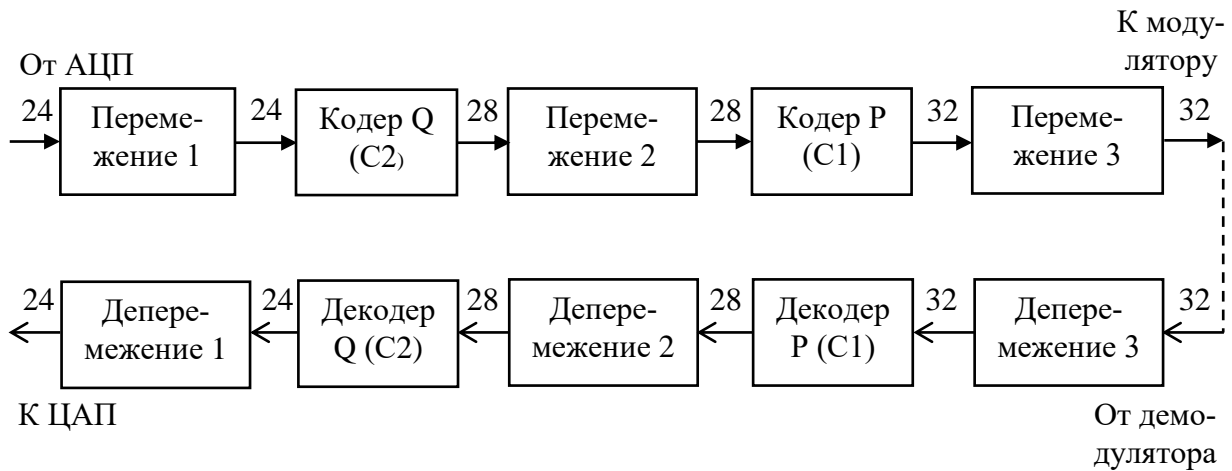 К моду-
лятору
От АЦП
24
Переме-
жение 1
24
Кодер Q
(C2)
28
Переме-
жение 2
28
Кодер P
(C1)
32
Переме-
жение 3
32
24
Депере-
межение 1
24
Декодер
Q (C2)
28
Депере-
межение 2
28
Декодер
P (C1)
32
Депере-
межение 3
32
К ЦАП
От демо-
дулятора